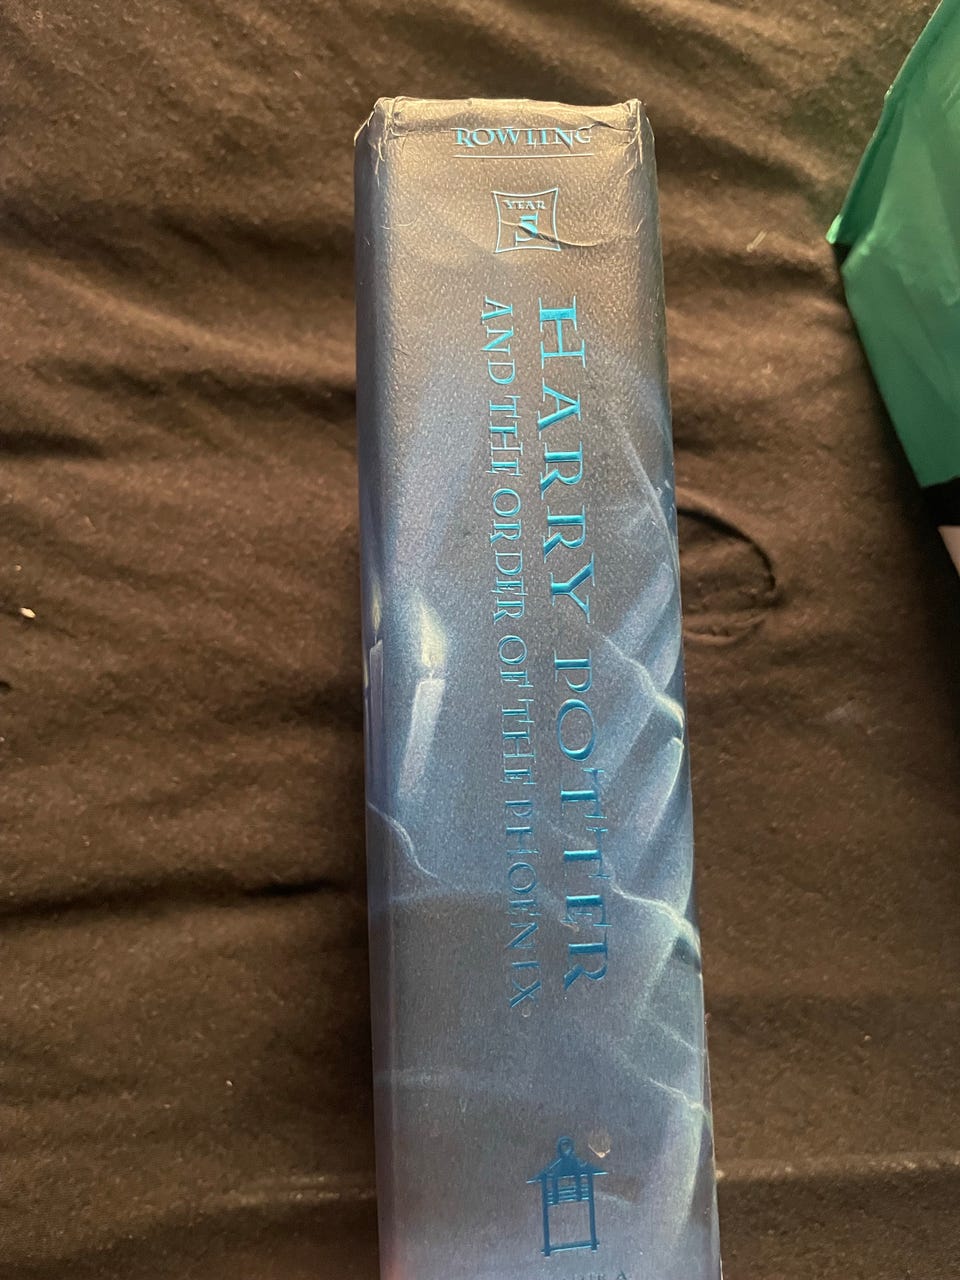 ROWLING
YEAR
5
HARRY POTTER
AND THE ORDER OF THE PHOENIX